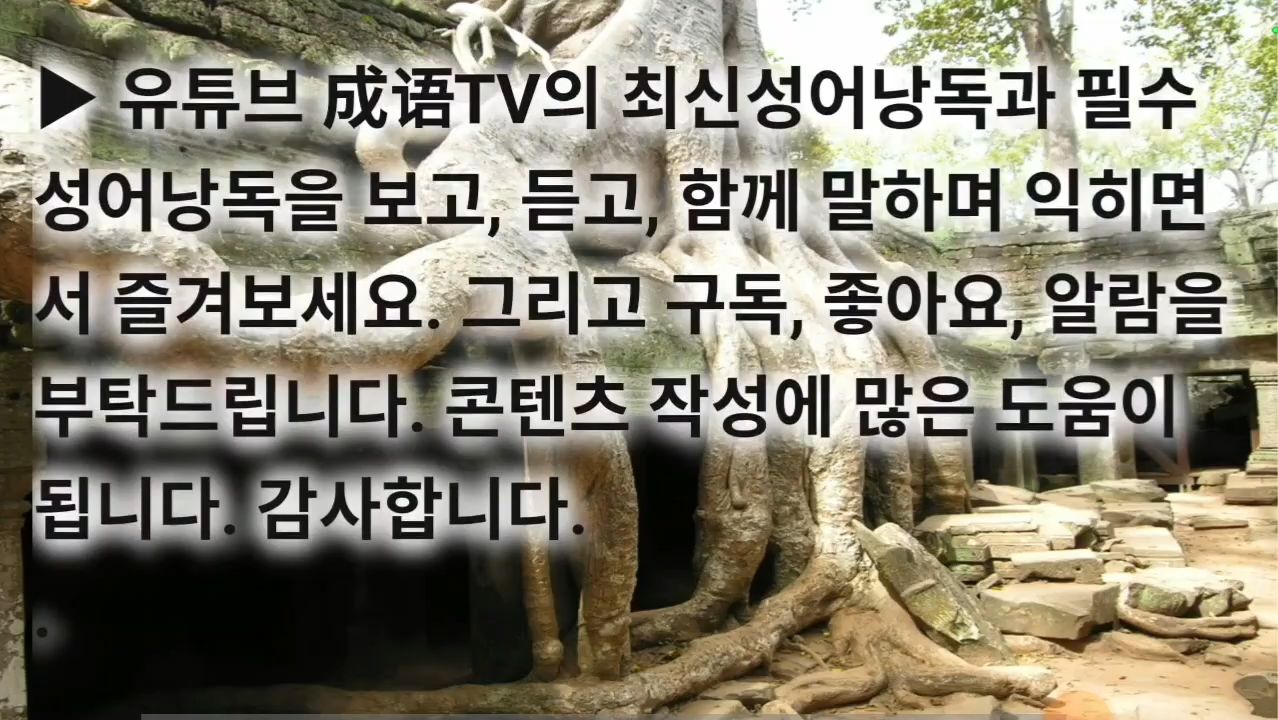 ▶ 유튜브 成语TV의 최신성어낭독과 필수
성어낭독을 보고, 듣고, 함께 말하며 익히면
서 즐겨보세요. 그리고 구독, 좋아요, 알람을
부탁드립니다. 콘텐츠 작성에 많은 도움이
됩니다. 감사합니다.
.